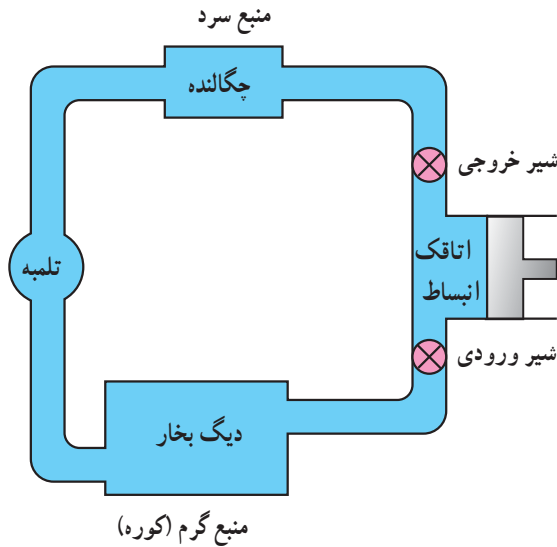 منبع سرد
چگالنده
شیر خروجی
اتاقک
انبساط
تلمبه
شیر ورودی
دیگ بخار
منبع گرم (کوره)